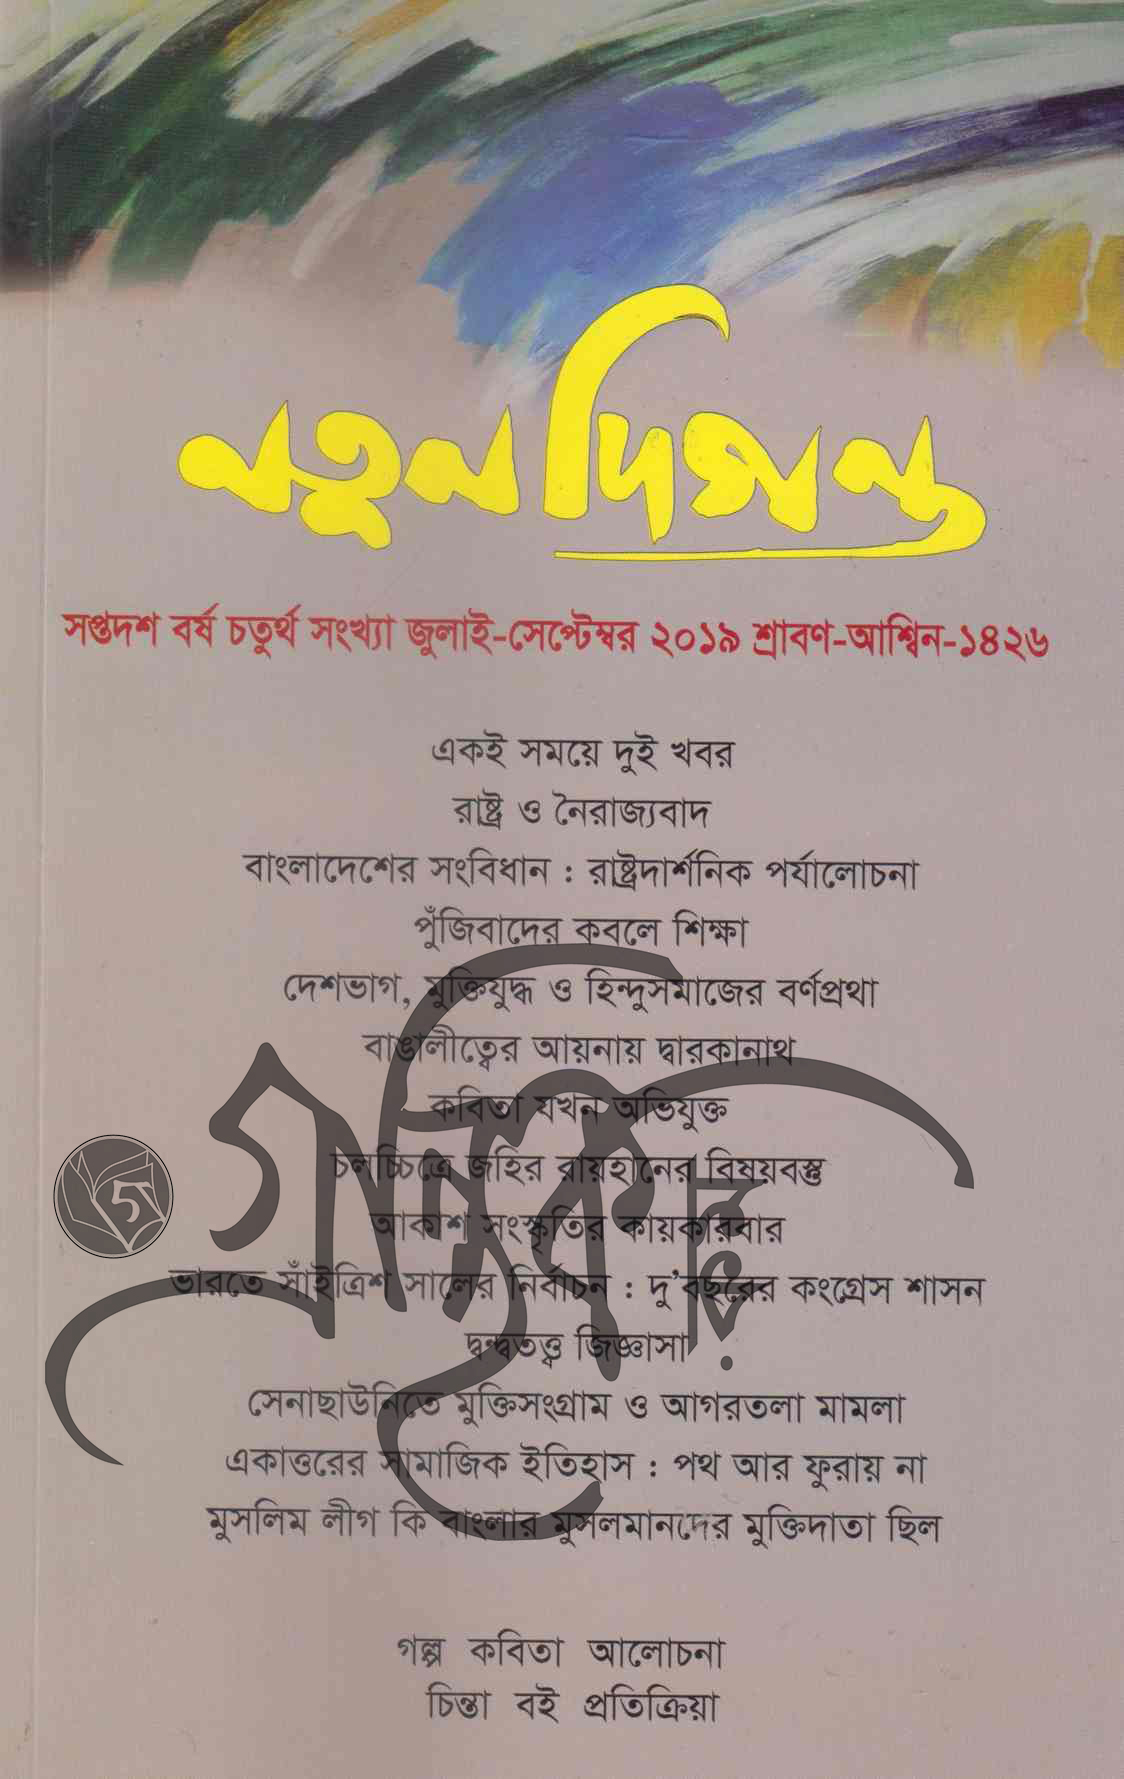 নতুন দিগন্ত
সপ্তদশ বর্ষ চতুর্থ সংখ্যা জুলাই-সেপ্টেম্বর ২০১৯ শ্রাবণ-আশ্বিন-১৪২৬
একই সময়ে দুই খবর
রাষ্ট্র ও নৈরাজ্যবাদ
বাংলাদেশের সংবিধান : রাষ্ট্রদার্শনিক পর্যালোচনা
পুঁজিবাদের কবলে শিক্ষা
দেশভাগ, মুক্তিযুদ্ধ ও হিন্দুসমাজের বর্ণপ্রথা
বাঙালীত্বের আয়নায় দ্বারকানাথ
কবিতা যখন অভিযুক্ত
চলচ্চিত্রে জহির রায়হানের বিষয়বস্তু
আকাশ সংস্কৃতির কায়কারবার
ভারতে সাঁইত্রিশ সালের নির্বাচন : দু’বছরের কংগ্রেস শাসন
দ্বন্দ্বতত্ত্ব জিজ্ঞাসা
সেনাছাউনিতে মুক্তিসংগ্রাম ও আগরতলা মামলা
একাত্তরের সামাজিক ইতিহাস : পথ আর ফুরায় না
মুসলিম লীগ কি বাংলার মুসলমানদের মুক্তিদাতা ছিল
গল্প কবিতা আলোচনা
চিন্তা বই প্রতিক্রিয়া